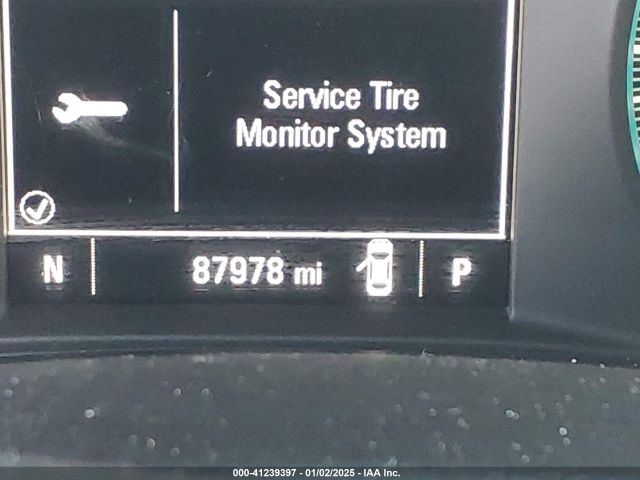 Service Tire
Monitor System
N 87978 mi P
000-41239397 - 01/02/2025 - IAA Inc.